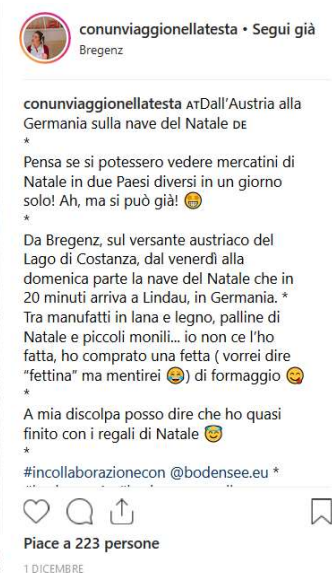 conunviaggionellatesta • Segui già
Bregenz
conunviaggionellatesta ATDall'Austria alla
Germania sulla nave del Natale DE
*
Pensa se si potessero vedere mercatini di
Natale in due Paesi diversi in un giorno
solo! Ah, ma si può già! 🤩
*
Da Bregenz, sul versante austriaco del
Lago di Costanza, dal venerdì alla
domenica parte la nave del Natale che in
20 minuti arriva a Lindau, in Germania. *
Tra manufatti in lana e legno, palline di
Natale e piccoli monili... io non ce l'ho
fatta, ho comprato una fetta ( vorrei dire
"fettina" ma mentirei 😂) di formaggio 😋
*
A mia discolpa posso dire che ho quasi
finito con i regali di Natale 😇
*
#incollaborazionecon @bodensee.eu *
Piace a 223 persone
1 DICEMBRE